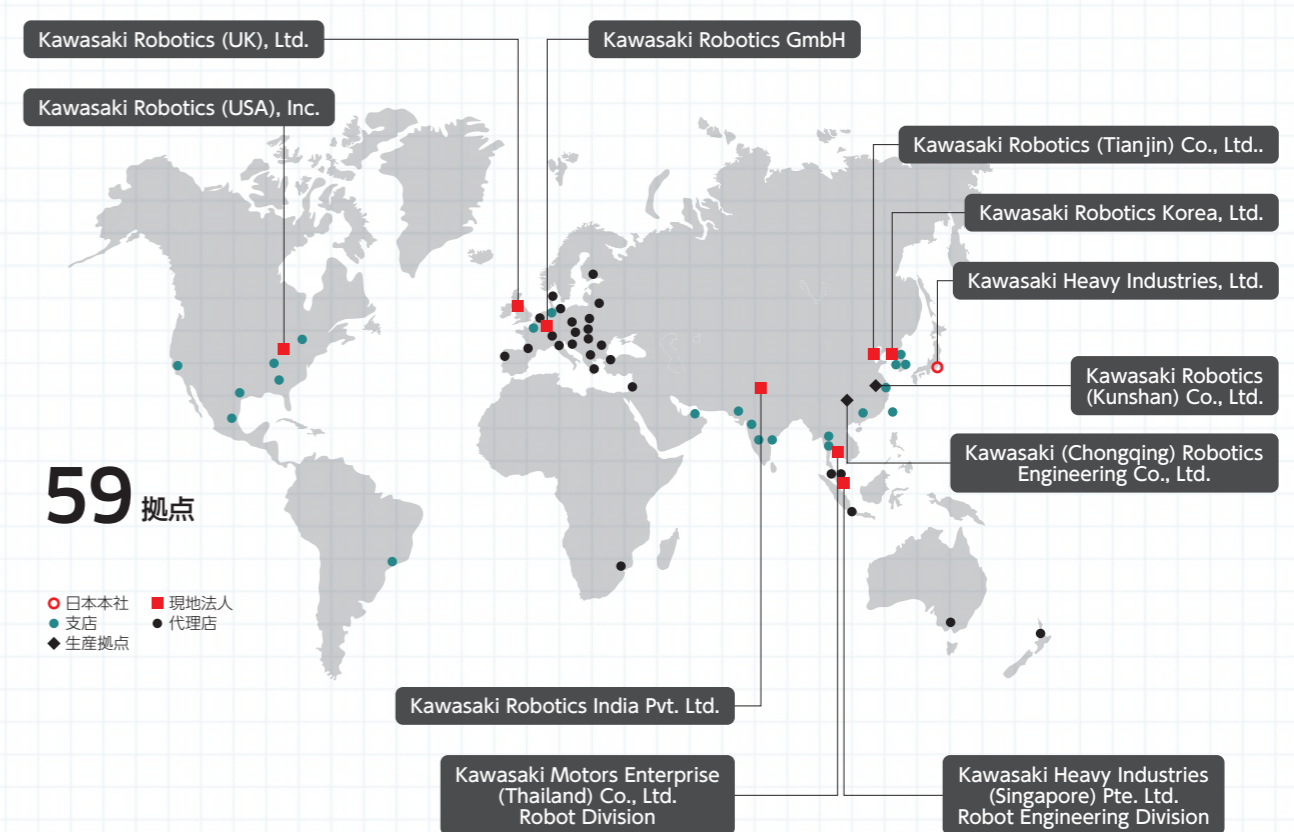 Kawasaki Robotics (UK), Ltd.
Kawasaki Robotics GmbH
Kawasaki Robotics (USA), Inc.
Kawasaki Robotics (Tianjin) Co., Ltd..
Kawasaki Robotics Korea, Ltd.
Kawasaki Heavy Industries, Ltd.
Kawasaki Robotics
(Kunshan) Co., Ltd.
Kawasaki (Chongqing) Robotics
Engineering Co., Ltd.
59 拠点
日本本社 現地法人
支店 代理店
生産拠点
Kawasaki Robotics India Pvt. Ltd.
Kawasaki Motors Enterprise
(Thailand) Co., Ltd.
Robot Division
Kawasaki Heavy Industries
(Singapore) Pte. Ltd.
Robot Engineering Division